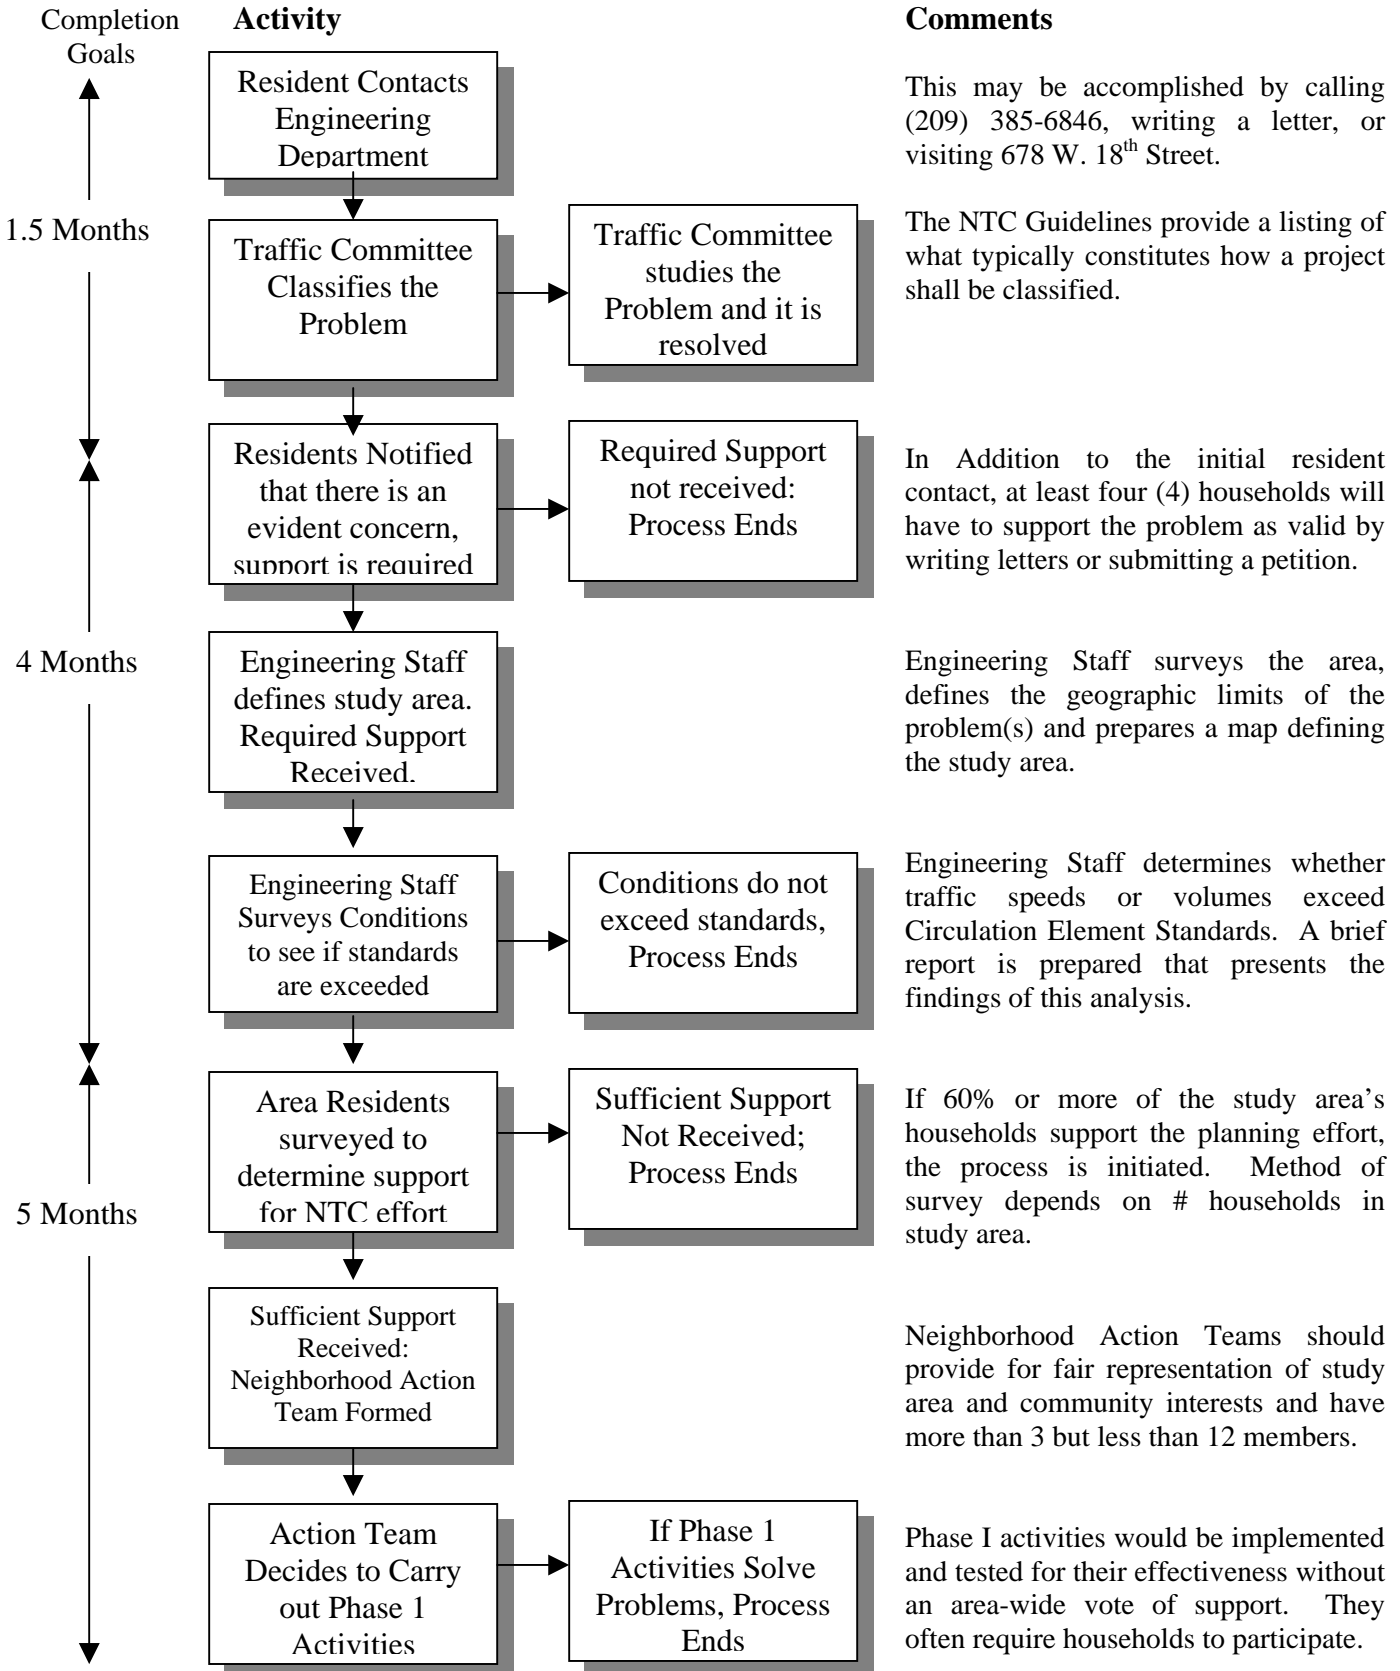 Completion
Goals
Activity
Comments
Resident Contacts
Engineering
Department
This may be accomplished by calling
(209) 385-6846, writing a letter, or
visiting 678 W. 18th Street.
1.5 Months
Traffic Committee
Classifies the
Problem
Traffic Committee
studies the
Problem and it is
resolved
The NTC Guidelines provide a listing of
what typically constitutes how a project
shall be classified.
Residents Notified
that there is an
evident concern,
support is required
Required Support
not received:
Process Ends
In Addition to the initial resident
contact, at least four (4) households will
have to support the problem as valid by
writing letters or submitting a petition.
4 Months
Engineering Staff
defines study area.
Required Support
Received.
Engineering Staff surveys the area,
defines the geographic limits of the
problem(s) and prepares a map defining
the study area.
Engineering Staff
Surveys Conditions
to see if standards
are exceeded
Conditions do not
exceed standards,
Process Ends
Engineering Staff determines whether
traffic speeds or volumes exceed
Circulation Element Standards. A brief
report is prepared that presents the
findings of this analysis.
5 Months
Area Residents
surveyed to
determine support
for NTC effort
Sufficient Support
Not Received;
Process Ends
If 60% or more of the study area's
households support the planning effort,
the process is initiated. Method of
survey depends on # households in
study area.
Sufficient Support
Received:
Neighborhood Action
Team Formed
Neighborhood Action Teams should
provide for fair representation of study
area and community interests and have
more than 3 but less than 12 members.
Action Team
Decides to Carry
out Phase 1
Activities
If Phase 1
Activities Solve
Problems, Process
Ends
Phase I activities would be implemented
and tested for their effectiveness without
an area-wide vote of support. They
often require households to participate.